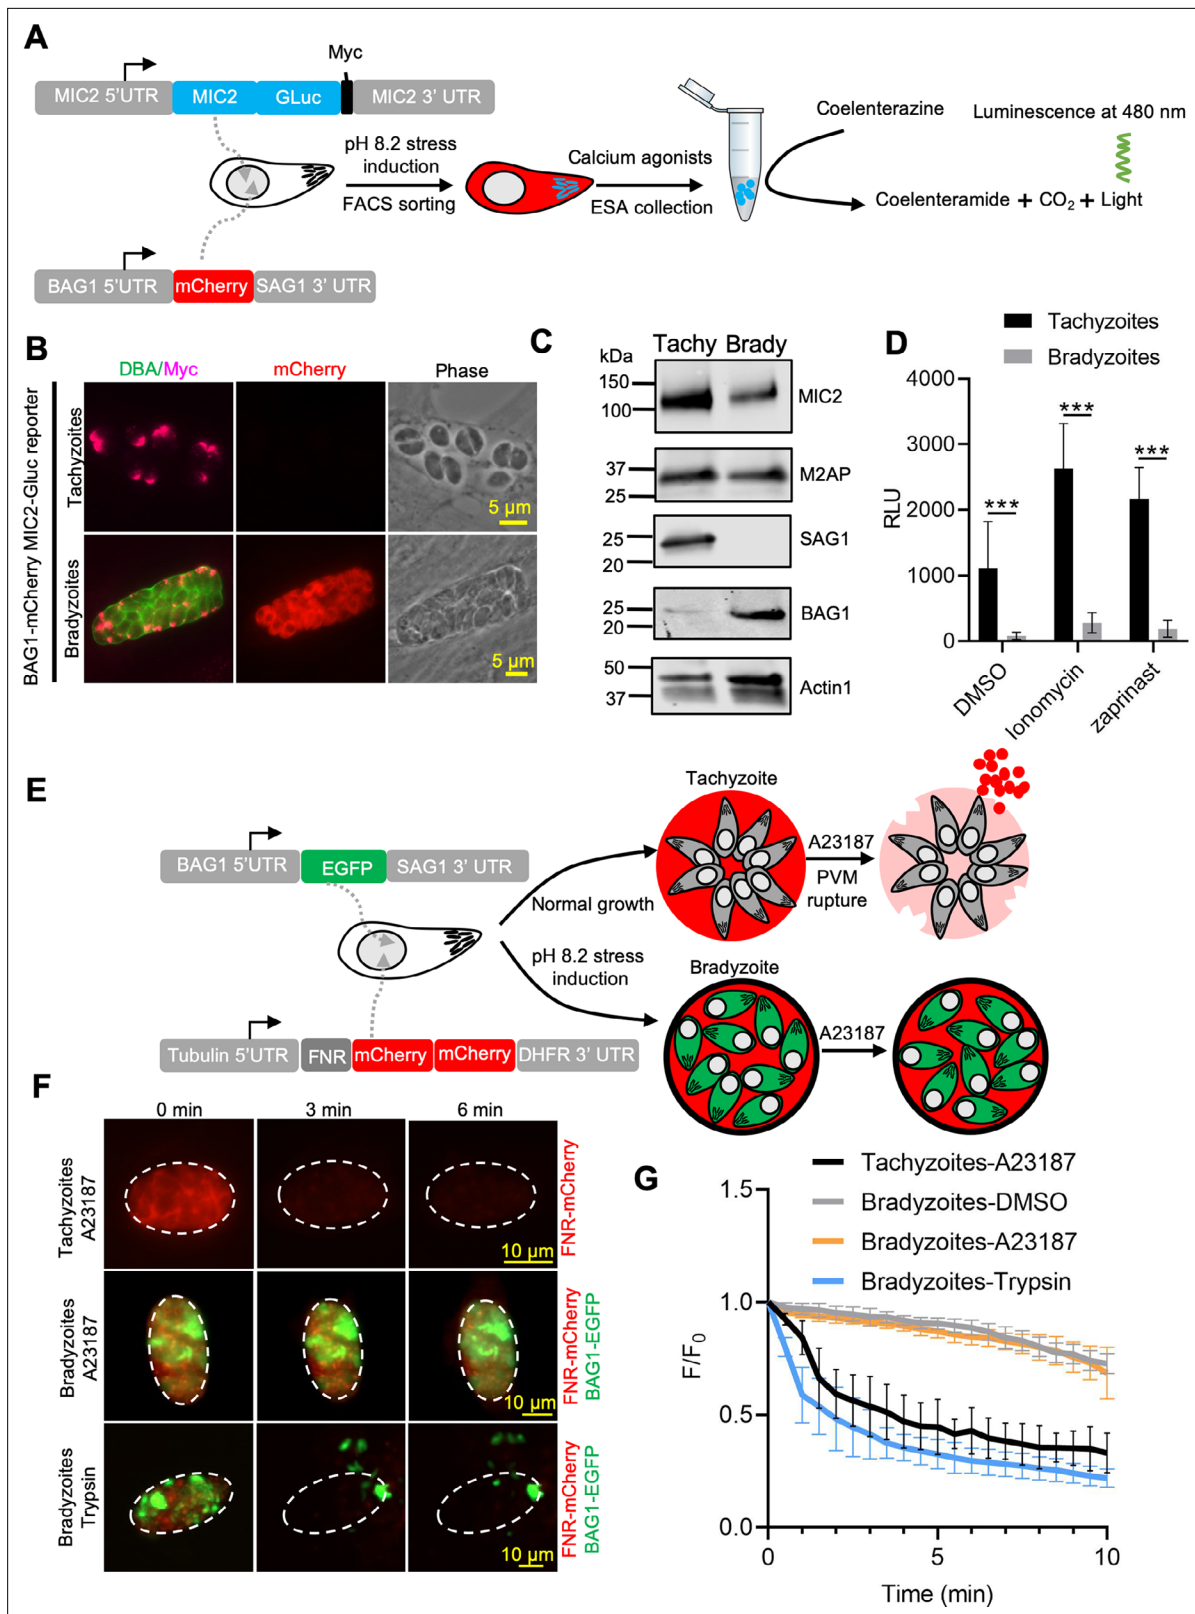 A
Myc
MIC2 5'UTR MIC2 GLuc MIC2 3' UTR
pH 8.2 stress
induction
FACS sorting
Calcium agonists
ESA collection
Coelenterazine
Luminescence at 480 nm
Coelenteramide + CO2 + Light
BAG1 5'UTR mCherry SAG1 3' UTR
B
BAG1-mCherry MIC2-Gluc reporter
DBA/Myc mCherry Phase
Tachyzoites
5 µm
Bradyzoites
5 µm
C
kDa Tachy Brady
150
100
MIC2
37
25
M2AP
25
20
SAG1
25
20
BAG1
50
37
Actin1
D
Tachyzoites
Bradyzoites
RLU
4000
3000
2000
1000
0
***
***
***
DMSO
Ionomycin
zaprinast
E
BAG1 5'UTR EGFP SAG1 3' UTR
Normal growth
pH 8.2 stress
induction
Tubulin 5'UTR FNR mCherry mCherry DHFR 3' UTR
Tachyzoite
A23187
PVM
rupture
Bradyzoite
A23187
F
0 min 3 min 6 min
Tachyzoites
A23187
10 µm
FNR-mCherry
Bradyzoites
A23187
10 µm
FNR-mCherry
BAG1-EGFP
Bradyzoites
Trypsin
10 µm
FNR-mCherry
BAG1-EGFP
G
Tachyzoites-A23187
Bradyzoites-DMSO
Bradyzoites-A23187
Bradyzoites-Trypsin
F/F0
1.5
1.0
0.5
0.0
0 5 10
Time (min)